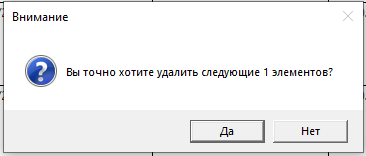 Внимание
Вы точно хотите удалить следующие 1 элементов?
Да
Нет